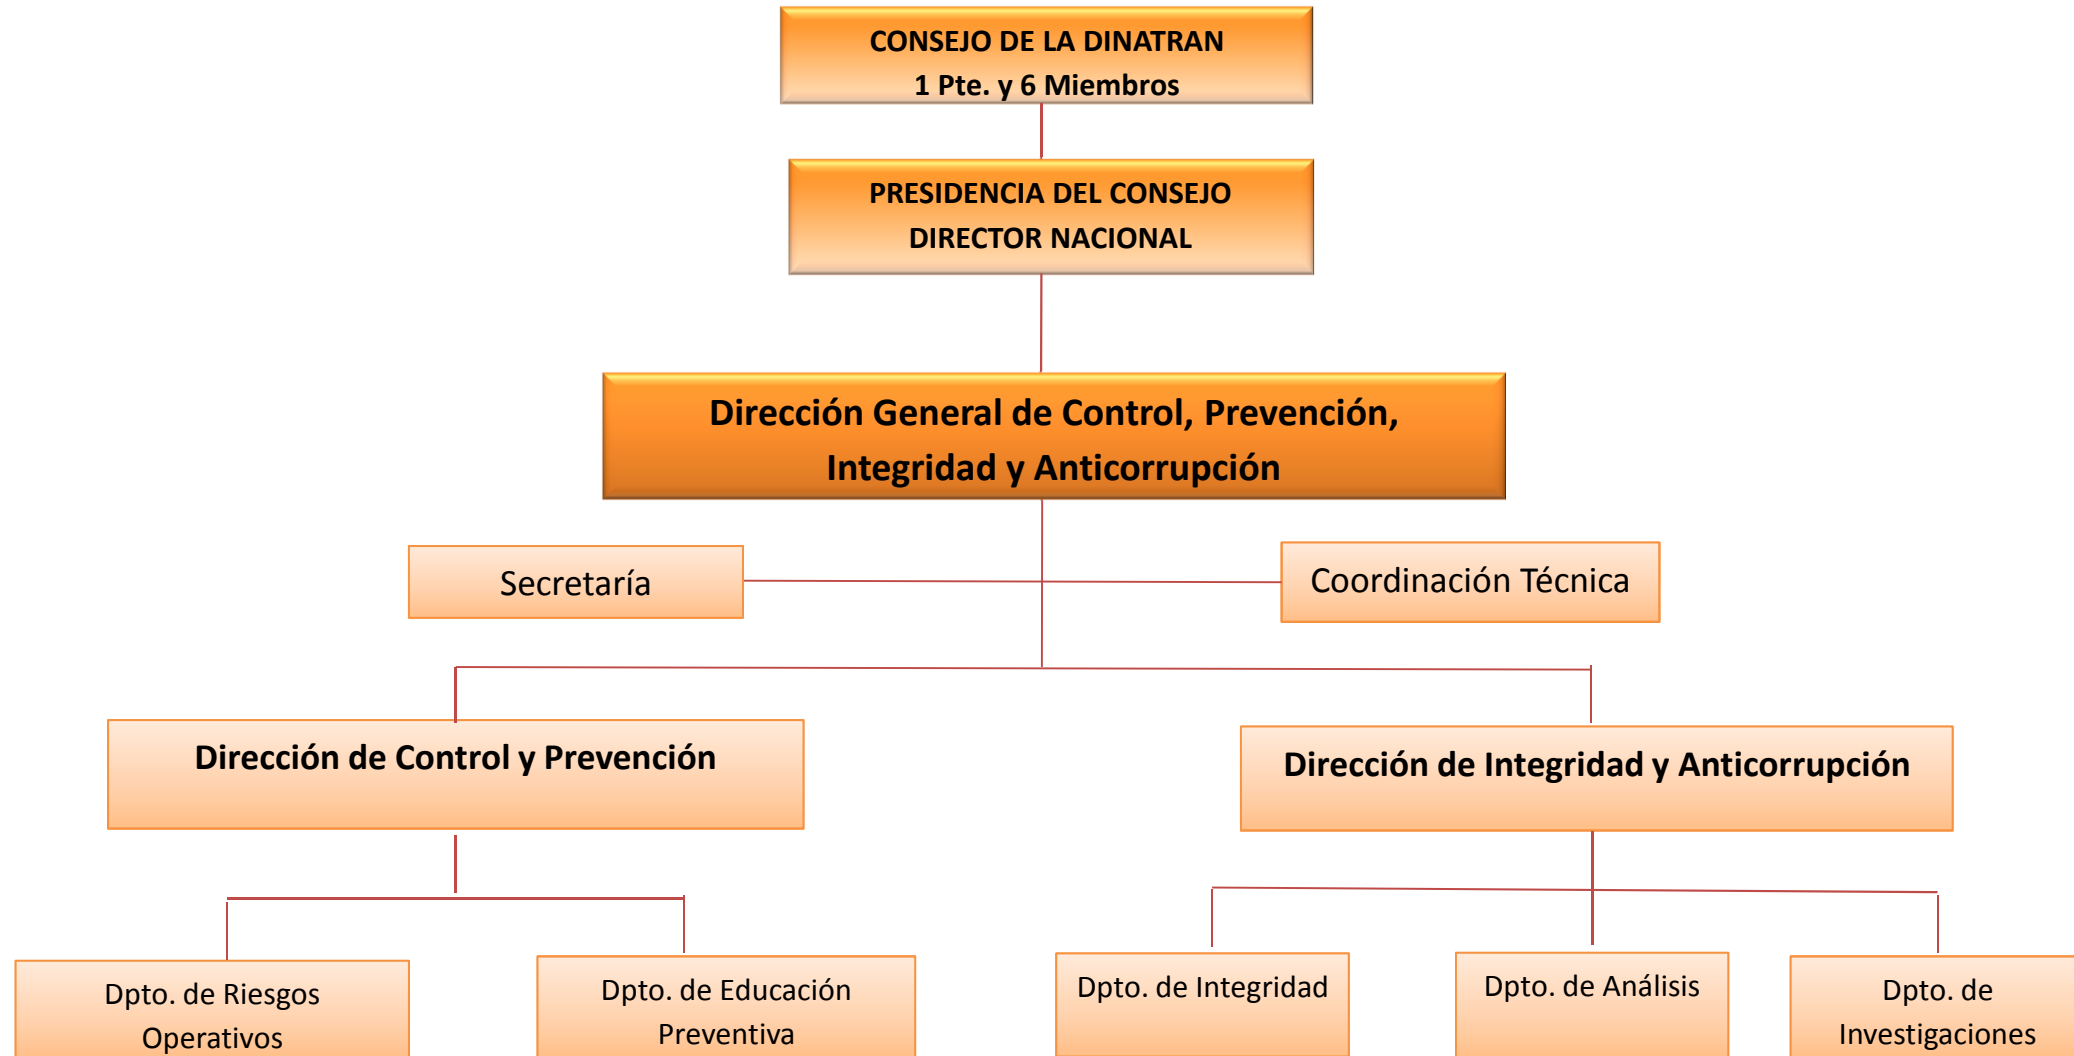 CONSEJO DE LA DINATRAN
1 Pte. y 6 Miembros
PRESIDENCIA DEL CONSEJO
DIRECTOR NACIONAL
Dirección General de Control, Prevención,
Integridad y Anticorrupción
Secretaría
Coordinación Técnica
Dirección de Control y Prevención
Dirección de Integridad y Anticorrupción
Dpto. de Riesgos
Operativos
Dpto. de Educación
Preventiva
Dpto. de Integridad
Dpto. de Análisis
Dpto. de
Investigaciones